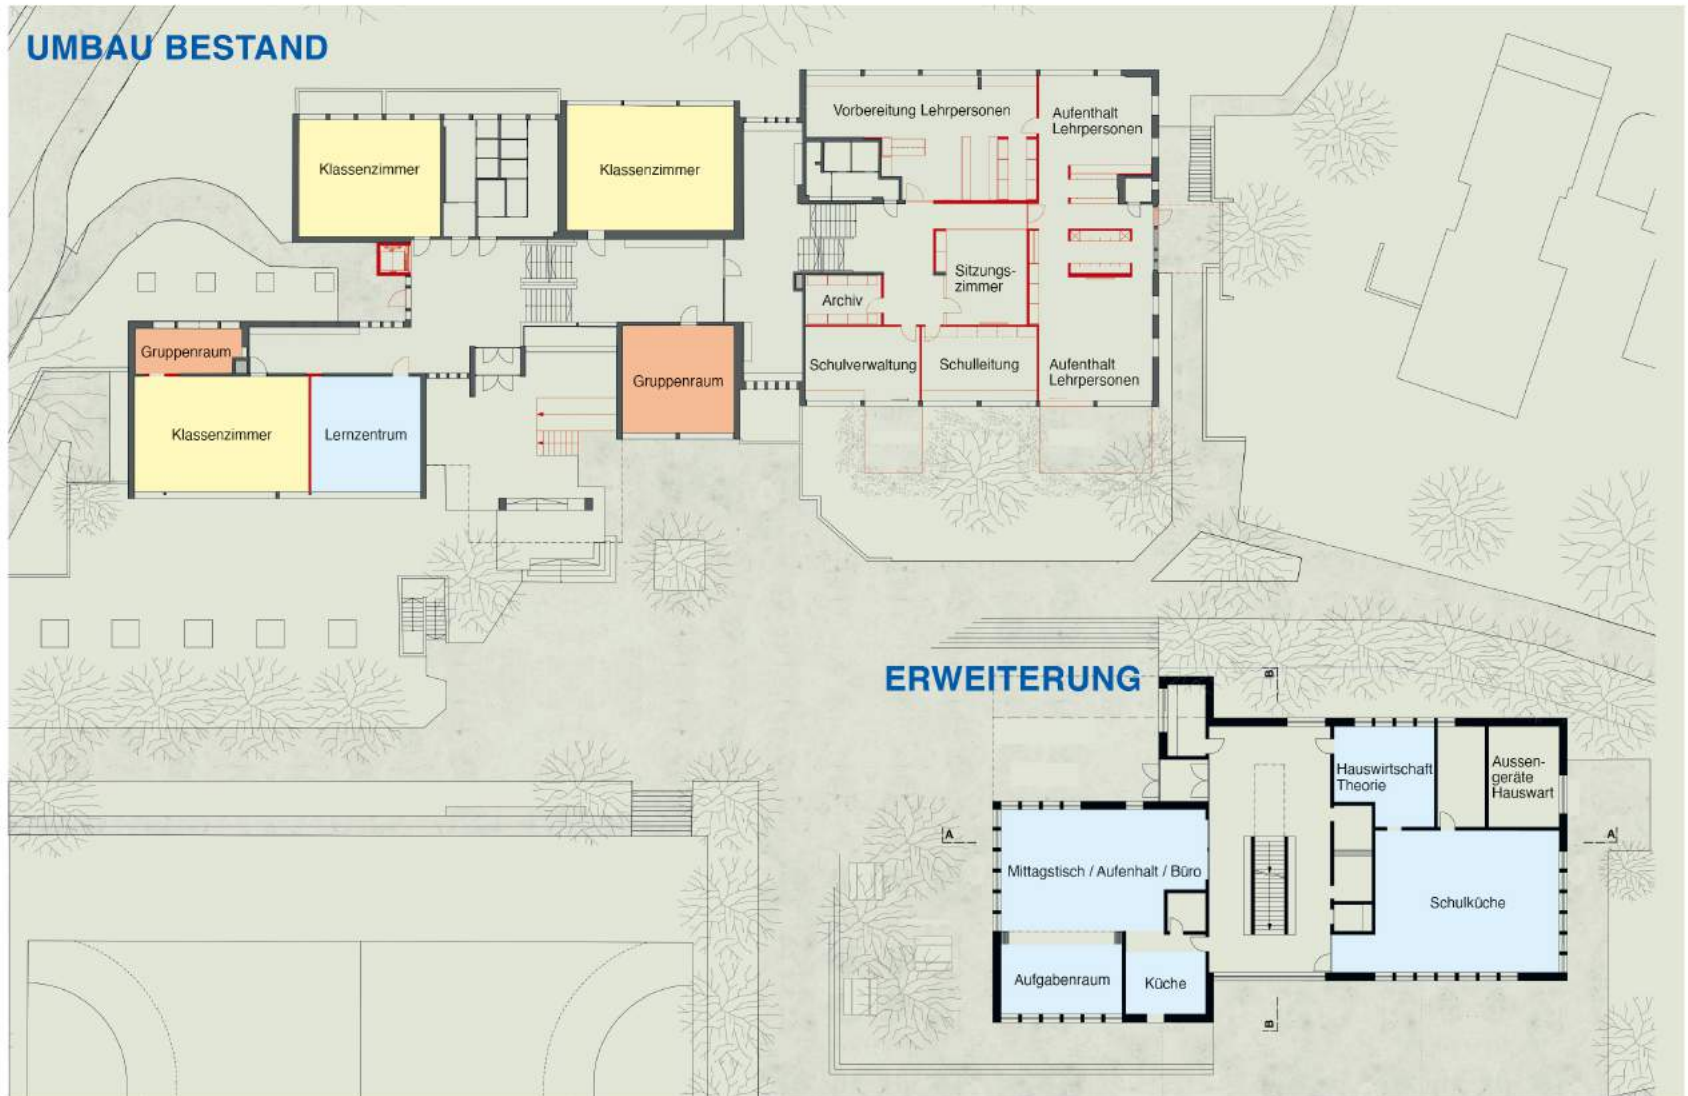 UMBAU BESTAND
Vorbereitung Lehrpersonen
Aufenthalt
Lehrpersonen
Klassenzimmer
Klassenzimmer
Sitzungs-
zimmer
Archiv
Gruppenraum
Schulverwaltung
Schulleitung
Aufenthalt
Lehrpersonen
Gruppenraum
Klassenzimmer
Lernzentrum
ERWEITERUNG
B
Hauswirtschaft
Theorie
Aussen-
geräte
Hauswart
A
A
Mittagstisch / Aufenhalt / Büro
Schulküche
Aufgabenraum
Küche
B